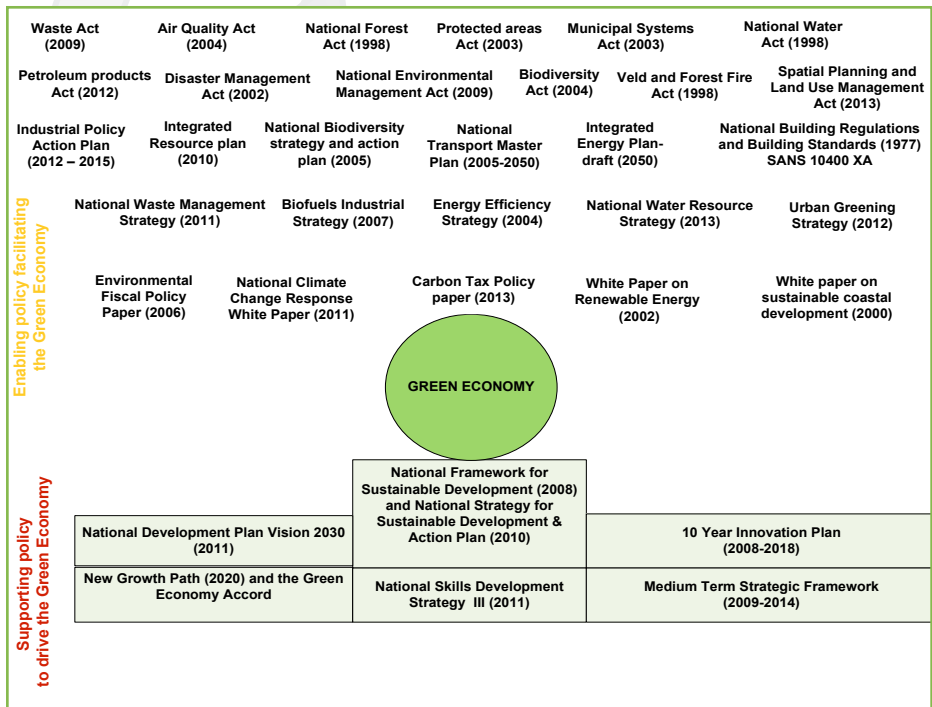 Waste Act
(2009)
Air Quality Act
(2004)
National Forest
Act (1998)
Protected areas
Act (2003)
Municipal Systems
Act (2003)
National Water
Act (1998)
Petroleum products
Act (2012)
Disaster Management
Act (2002)
National Environmental
Management Act (2009)
Biodiversity
Act (2004)
Veld and Forest Fire
Act (1998)
Spatial Planning and
Land Use Management
Act (2013)
Industrial Policy
Action Plan
(2012 – 2015)
Integrated
Resource plan
(2010)
National Biodiversity
strategy and action
plan (2005)
National
Transport Master
Plan (2005-2050)
Integrated
Energy Plan-
draft (2050)
National Building Regulations
and Building Standards (1977)
SANS 10400 XA
Enabling policy facilitating
the Green Economy
National Waste Management
Strategy (2011)
Biofuels Industrial
Strategy (2007)
Energy Efficiency
Strategy (2004)
National Water Resource
Strategy (2013)
Urban Greening
Strategy (2012)
Environmental
Fiscal Policy
Paper (2006)
National Climate
Change Response
White Paper (2011)
Carbon Tax Policy
paper (2013)
White Paper on
Renewable Energy
(2002)
White paper on
sustainable coastal
development (2000)
GREEN ECONOMY
Supporting policy
to drive the Green Economy
National Framework for
Sustainable Development (2008)
and National Strategy for
Sustainable Development &
Action Plan (2010)
National Development Plan Vision 2030
(2011)
10 Year Innovation Plan
(2008-2018)
New Growth Path (2020) and the Green
Economy Accord
National Skills Development
Strategy III (2011)
Medium Term Strategic Framework
(2009-2014)